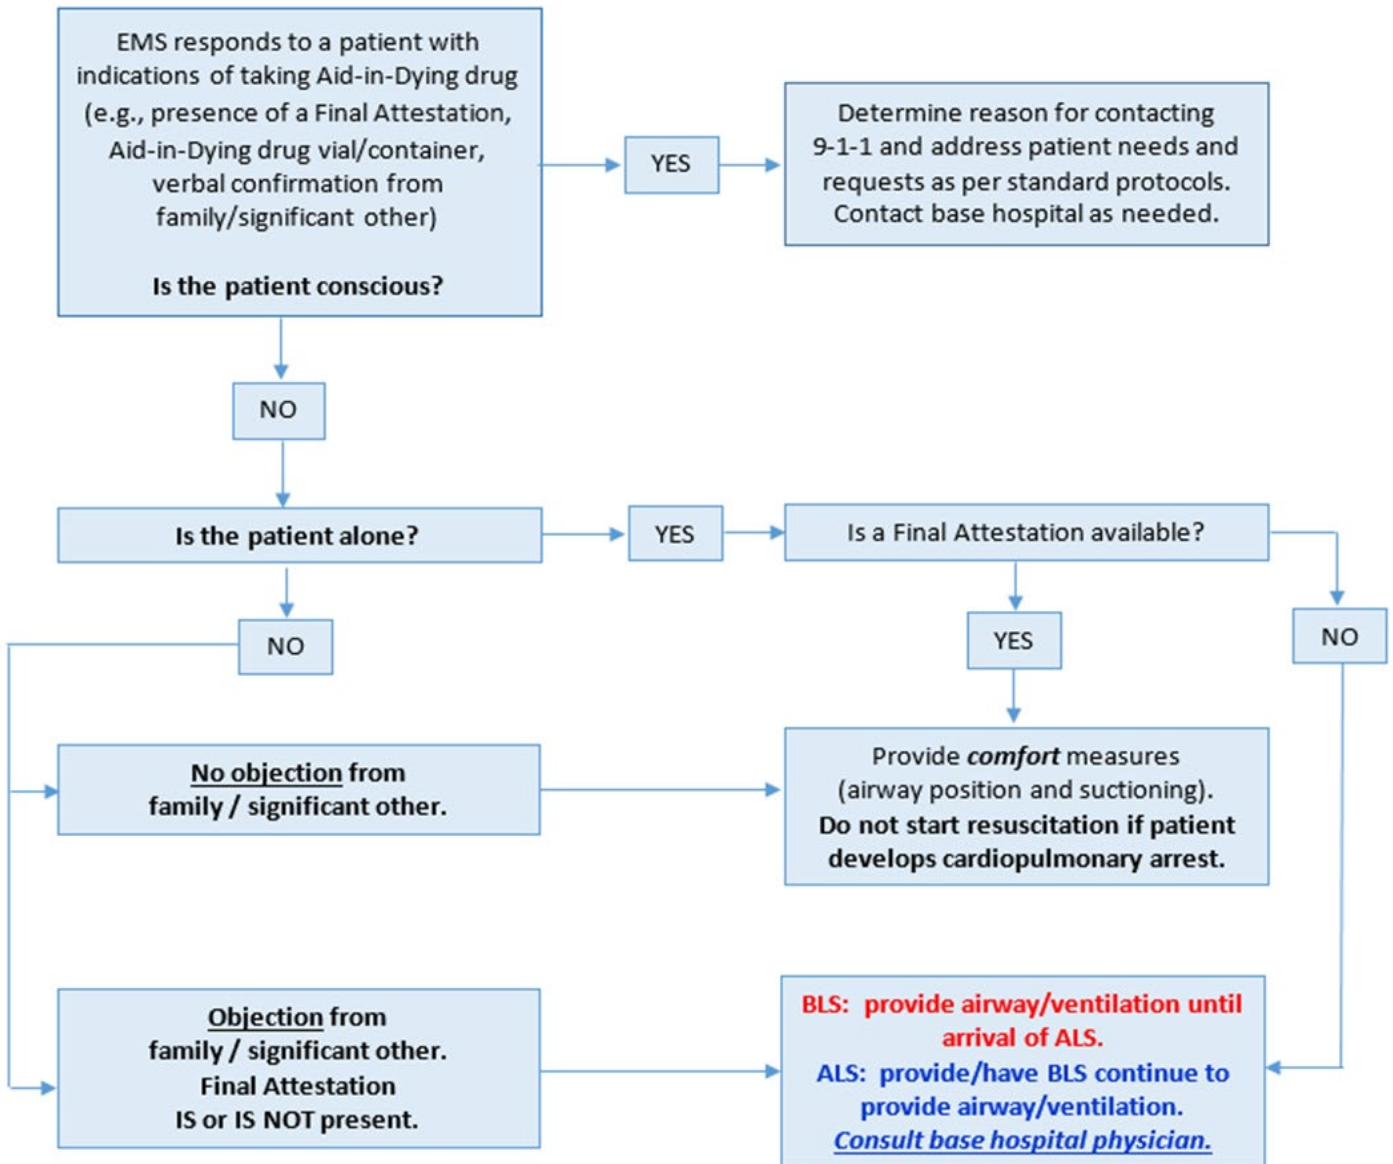 EMS responds to a patient with
indications of taking Aid-in-Dying drug
(e.g., presence of a Final Attestation,
Aid-in-Dying drug vial/container,
verbal confirmation from
family/significant other)
Is the patient conscious?
YES
Determine reason for contacting
9-1-1 and address patient needs and
requests as per standard protocols.
Contact base hospital as needed.
NO
Is the patient alone?
YES
Is a Final Attestation available?
NO
YES
NO
No objection from
family / significant other.
Provide comfort measures
(airway position and suctioning).
Do not start resuscitation if patient
develops cardiopulmonary arrest.
Objection from
family / significant other.
Final Attestation
IS or IS NOT present.
BLS: provide airway/ventilation until
arrival of ALS.
ALS: provide/have BLS continue to
provide airway/ventilation.
Consult base hospital physician.